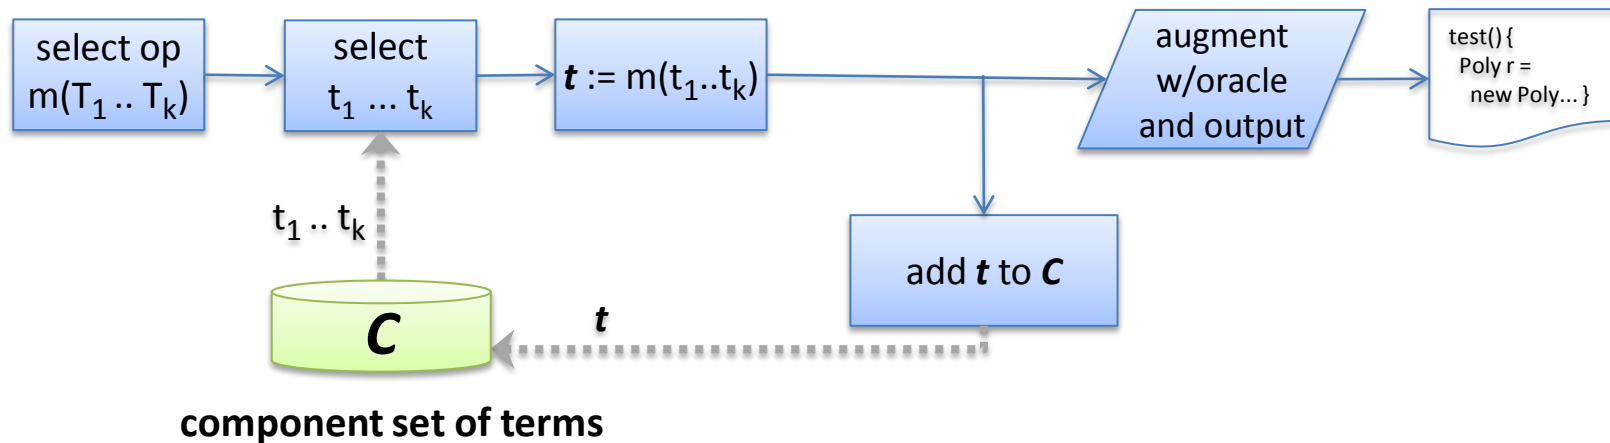 select op
m(T₁ .. Tₖ)
select
t₁ ... tₖ
t := m(t₁..tₖ)
augment
w/oracle
and output
test() {
Poly r =
new Poly... }
t₁ .. tₖ
add t to C
C
t
component set of terms